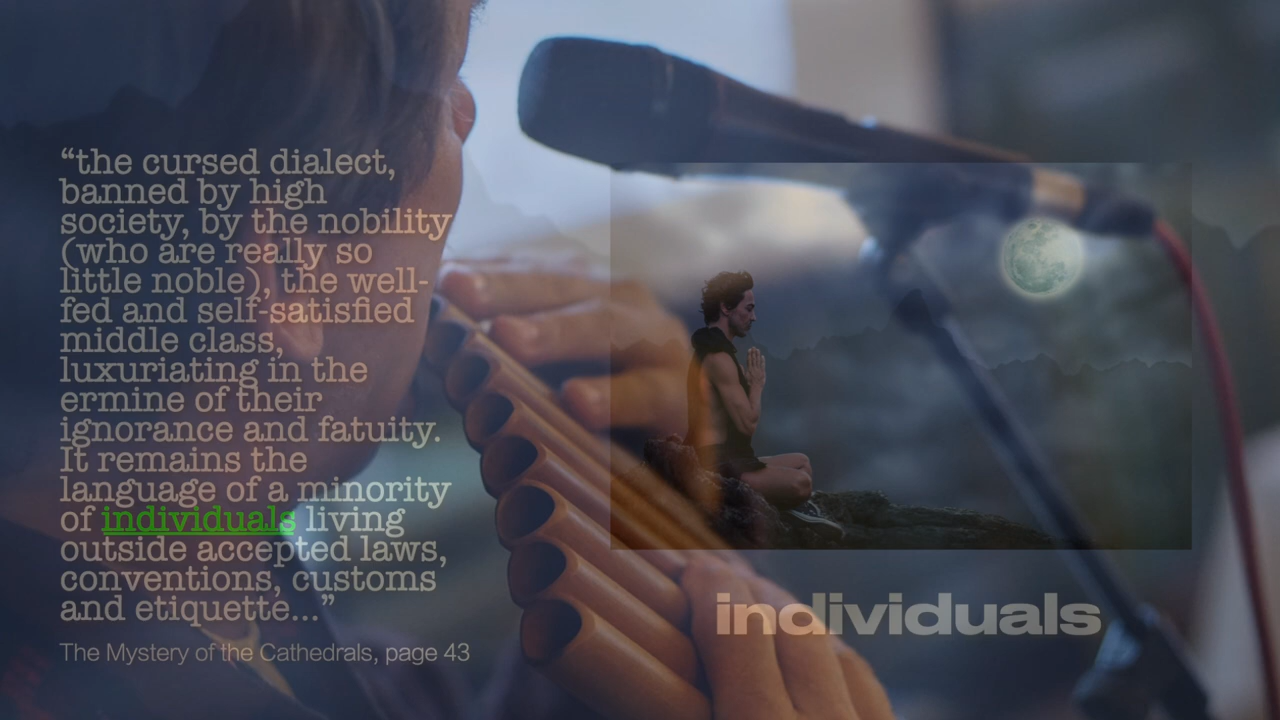 “the cursed dialect,
banned by high
society, by the nobility
(who are really so
little noble), the well-
fed and self-satisfied
middle class,
luxuriating in the
ermine of their
ignorance and fatuity.
It remains the
language of a minority
of individuals living
outside accepted laws,
conventions, customs
and etiquette...”
The Mystery of the Cathedrals, page 43
individuals